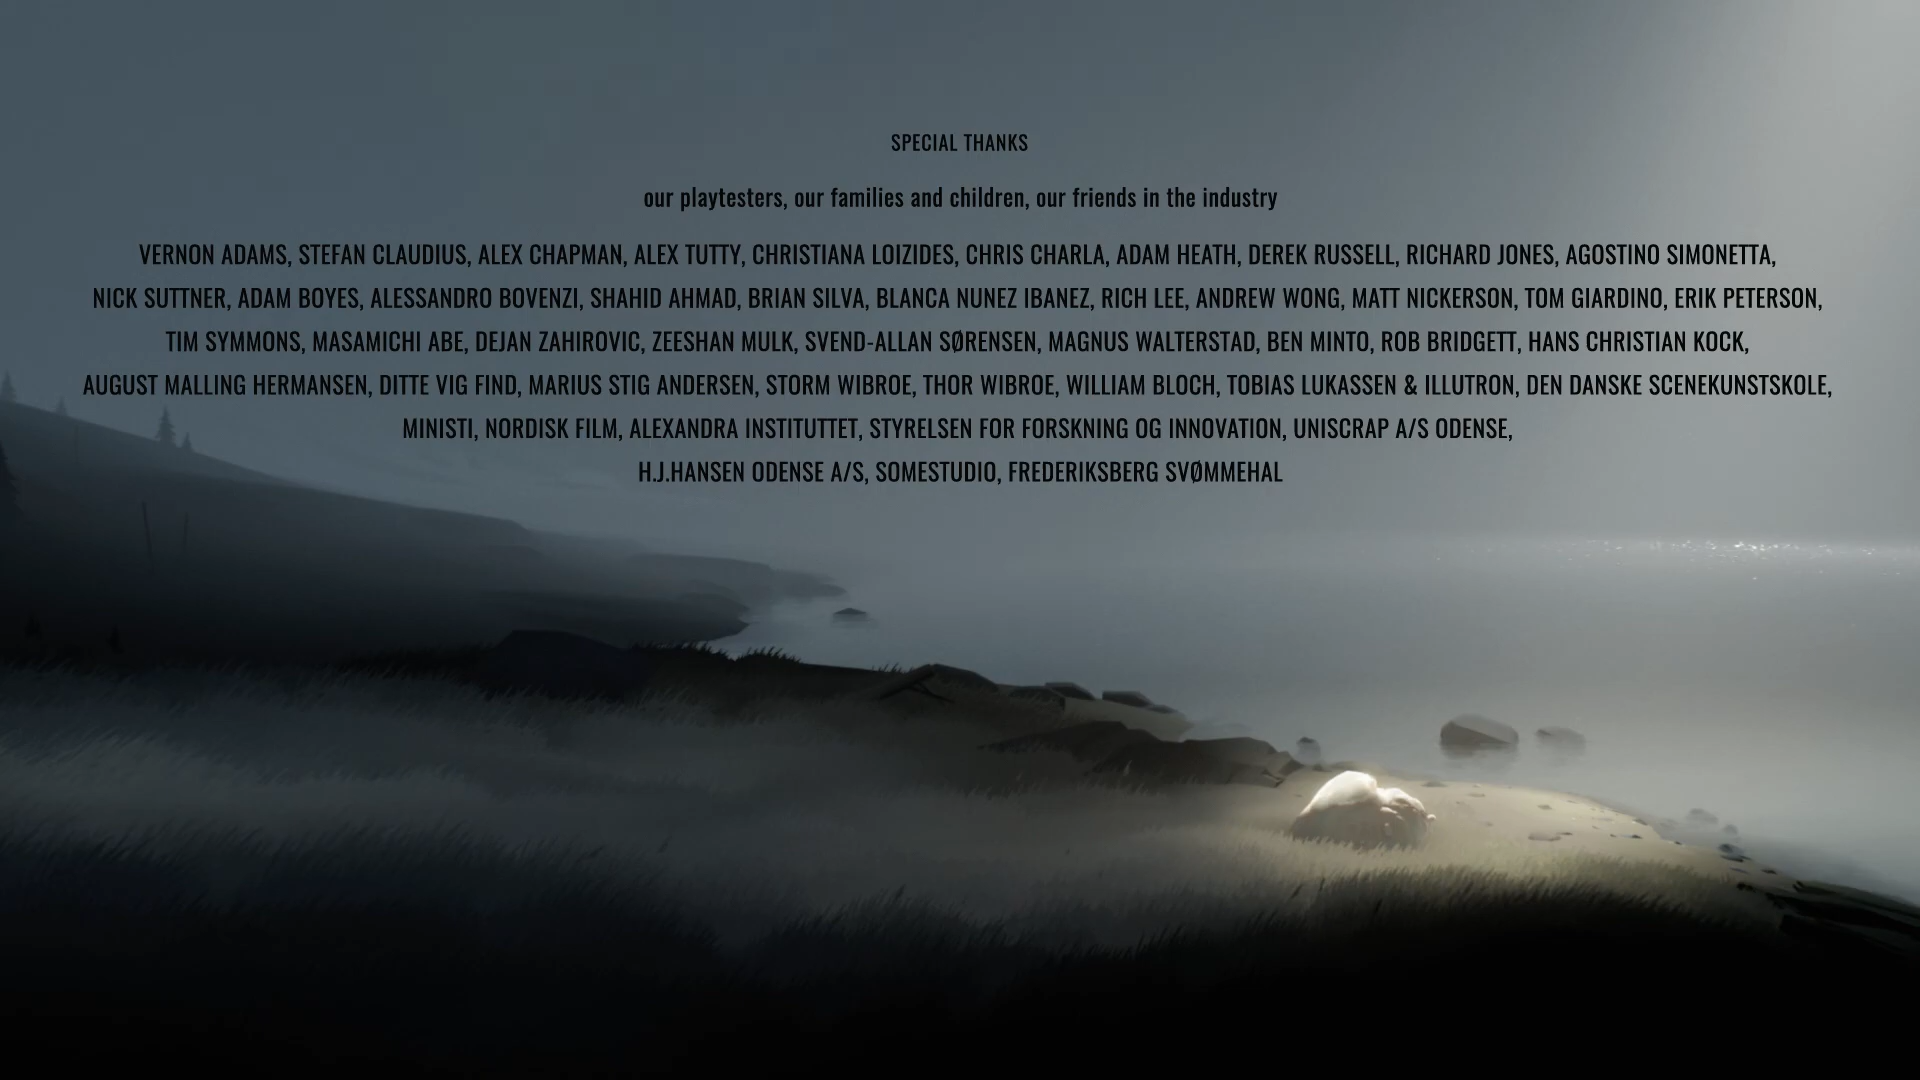 SPECIAL THANKS
our playtesters, our families and children, our friends in the industry
VERNON ADAMS, STEFAN CLAUDIUS, ALEX CHAPMAN, ALEX TUTTY, CHRISTIANA LOIZIDES, CHRIS CHARLA, ADAM HEATH, DEREK RUSSELL, RICHARD JONES, AGOSTINO SIMONETTA,
NICK SUTTNER, ADAM BOYES, ALESSANDRO BOVENZI, SHAHID AHMAD, BRIAN SILVA, BLANCA NUNEZ IBANEZ, RICH LEE, ANDREW WONG, MATT NICKERSON, TOM GIARDINO, ERIK PETERSON,
TIM SYMMONS, MASAMICHI ABE, DEJAN ZAHIROVIC, ZEESHAN MULK, SVEND-ALLAN SØRENSEN, MAGNUS WALTERSTAD, BEN MINTO, ROB BRIDGETT, HANS CHRISTIAN KOCK,
AUGUST MALLING HERMANSEN, DITTE VIG FIND, MARIUS STIG ANDERSEN, STORM WIBROE, THOR WIBROE, WILLIAM BLOCH, TOBIAS LUKASSEN & ILLUTRON, DEN DANSKE SCENEKUNSTSKOLE,
MINISTI, NORDISK FILM, ALEXANDRA INSTITUTTET, STYRELSEN FOR FORSKNING OG INNOVATION, UNISCRAP A/S ODENSE,
H.J.HANSEN ODENSE A/S, SOMESTUDIO, FREDERIKSBERG SVØMMEHAL